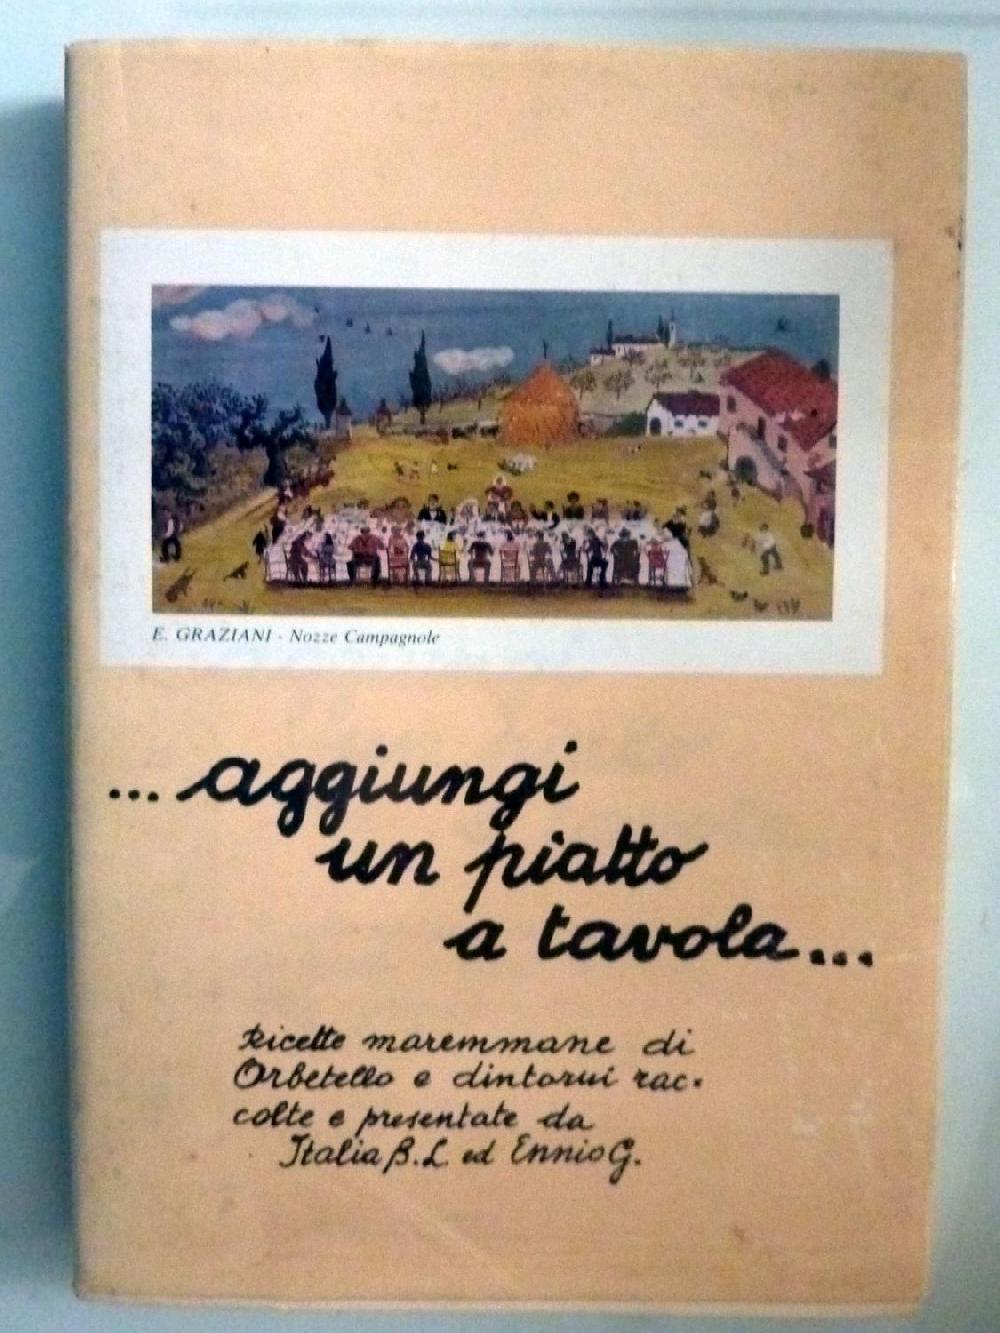 E. GRAZIANI - Nozze Campagnole
... aggiungi
un piatto
a tavola...
Ricette maremmane di
Orbetello e dintorni rac-
colte e presentate da
Italia B. L. ed Ennio G.